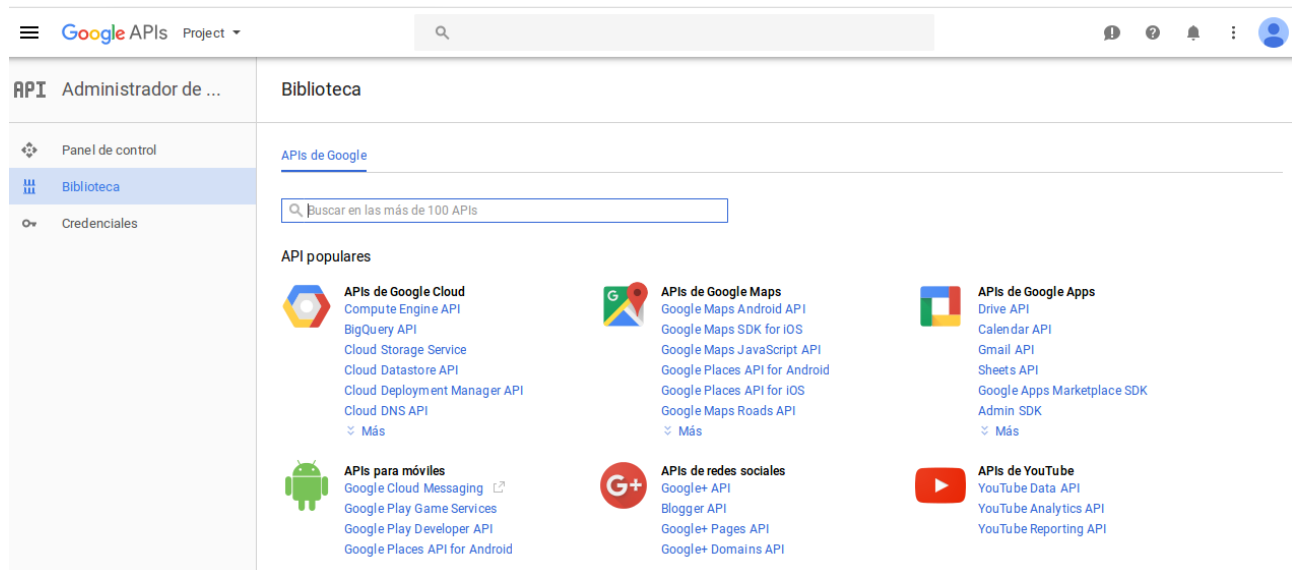 Google APIs Project
API Administrador de ...
Biblioteca
Panel de control
Biblioteca
Credenciales
APIs de Google
Buscar en las más de 100 APIs
API populares
APIs de Google Cloud
Compute Engine API
BigQuery API
Cloud Storage Service
Cloud Datastore API
Cloud Deployment Manager API
Cloud DNS API
Más
G
APIs de Google Maps
Google Maps Android API
Google Maps SDK for iOS
Google Maps JavaScript API
Google Places API for Android
Google Places API for iOS
Google Maps Roads API
Más
APIs de Google Apps
Drive API
Calendar API
Gmail API
Sheets API
Google Apps Marketplace SDK
Admin SDK
Más
APIs para móviles
Google Cloud Messaging
Google Play Game Services
Google Play Developer API
Google Places API for Android
G+
APIs de redes sociales
Google+ API
Blogger API
Google+ Pages API
Google+ Domains API
APIs de YouTube
YouTube Data API
YouTube Analytics API
YouTube Reporting API